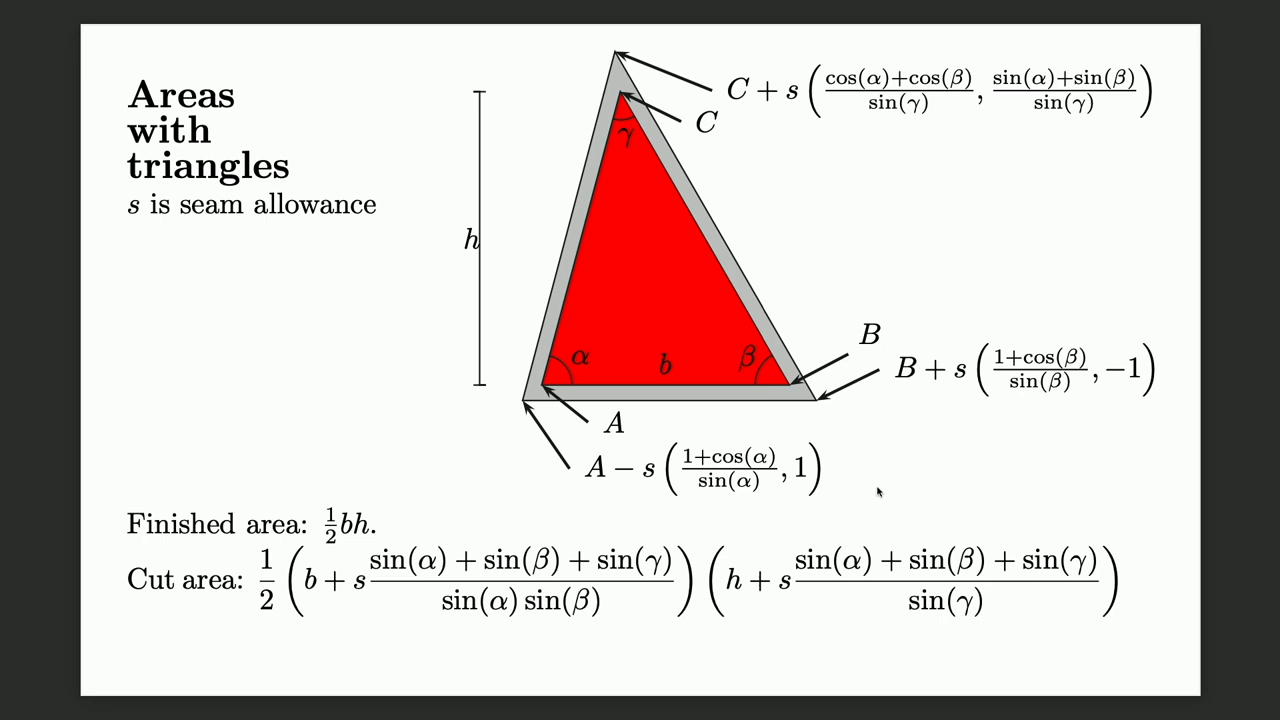 Areas
with
triangles
s is seam allowance
C + s ( (cos(α)+cos(β))/sin(γ), (sin(α)+sin(β))/sin(γ) )
C
γ
h
α
b
β
B
B + s ( (1+cos(β))/sin(β), −1 )
A
A − s ( (1+cos(α))/sin(α), 1 )
Finished area: ½bh.
Cut area: 1/2 ( b + s (sin(α) + sin(β) + sin(γ))/(sin(α) sin(β)) ) ( h + s (sin(α) + sin(β) + sin(γ))/sin(γ) )